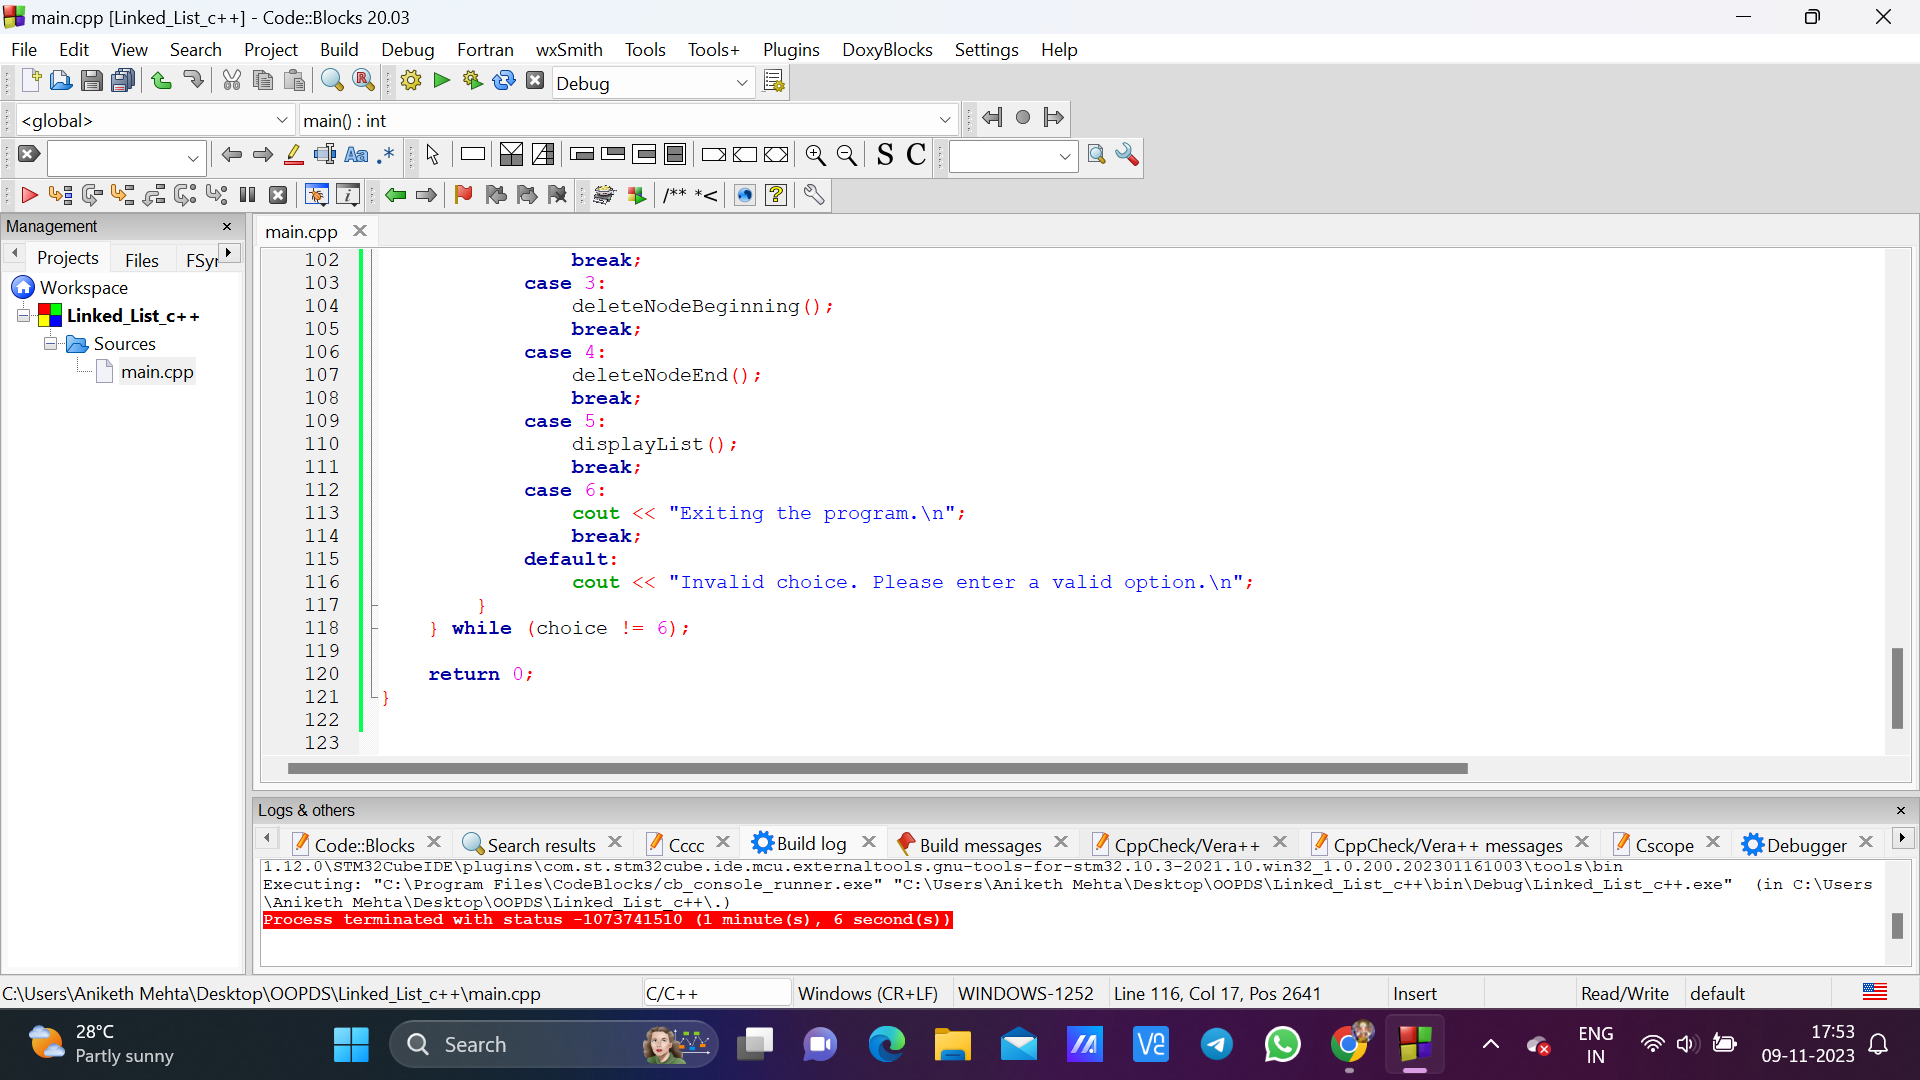 main.cpp [Linked_List_c++] - Code::Blocks 20.03
File Edit View Search Project Build Debug Fortran wxSmith Tools Tools+ Plugins DoxyBlocks Settings Help
Debug
<global> main() : int
Aa .* S C
/** *<
Management
main.cpp
Projects Files FSyr
Workspace
Linked_List_c++
Sources
main.cpp
102 break;
103 case 3:
104 deleteNodeBeginning();
105 break;
106 case 4:
107 deleteNodeEnd();
108 break;
109 case 5:
110 displayList();
111 break;
112 case 6:
113 cout << "Exiting the program.\n";
114 break;
115 default:
116 cout << "Invalid choice. Please enter a valid option.\n";
117 }
118 } while (choice != 6);
119
120 return 0;
121 }
122
123
Logs & others
Code::Blocks Search results Cccc Build log Build messages CppCheck/Vera++ CppCheck/Vera++ messages Cscope Debugger
1.12.0\STM32CubeIDE\plugins\com.st.stm32cube.ide.mcu.externaltools.gnu-tools-for-stm32.10.3-2021.10.win32_1.0.200.202301161003\tools\bin
Executing: "C:\Program Files\CodeBlocks/cb_console_runner.exe" "C:\Users\Aniketh Mehta\Desktop\OOPDS\Linked_List_c++\bin\Debug\Linked_List_c++.exe" (in C:\Users
\Aniketh Mehta\Desktop\OOPDS\Linked_List_c++\.)
Process terminated with status -1073741510 (1 minute(s), 6 second(s))
C:\Users\Aniketh Mehta\Desktop\OOPDS\Linked_List_c++\main.cpp C/C++ Windows (CR+LF) WINDOWS-1252 Line 116, Col 17, Pos 2641 Insert Read/Write default
28°C
Partly sunny
Search
ENG
IN
17:53
09-11-2023